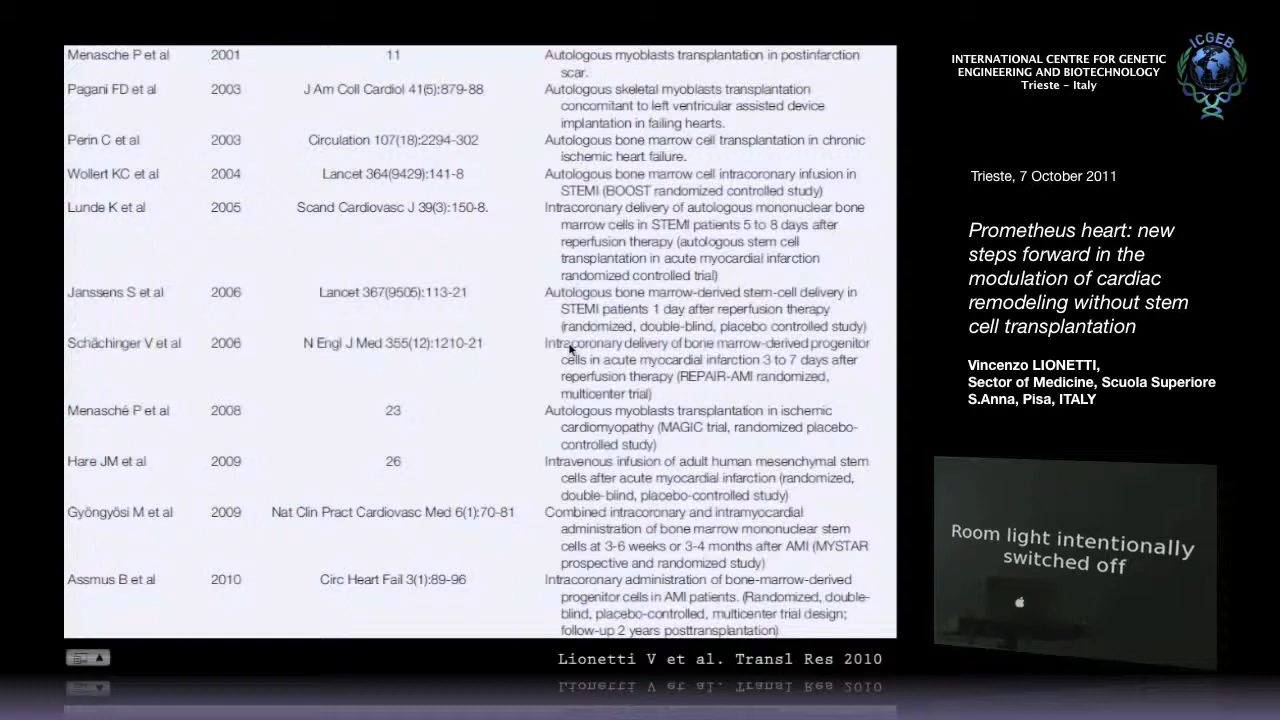 Menasche P et al 2001 11 Autologous myoblasts transplantation in postinfarction
scar.
Pagani FD et al 2003 J Am Coll Cardiol 41(5):879-88 Autologous skeletal myoblasts transplantation
concomitant to left ventricular assisted device
implantation in failing hearts.
Perin C et al 2003 Circulation 107(18):2294-302 Autologous bone marrow cell transplantation in chronic
ischemic heart failure.
Wollert KC et al 2004 Lancet 364(9429):141-8 Autologous bone marrow cell intracoronary infusion in
STEMI (BOOST randomized controlled study)
Lunde K et al 2005 Scand Cardiovasc J 39(3):150-8. Intracoronary delivery of autologous mononuclear bone
marrow cells in STEMI patients 5 to 8 days after
reperfusion therapy (autologous stem cell
transplantation in acute myocardial infarction
randomized controlled trial)
Janssens S et al 2006 Lancet 367(9505):113-21 Autologous bone marrow-derived stem-cell delivery in
STEMI patients 1 day after reperfusion therapy
(randomized, double-blind, placebo controlled study)
Schächinger V et al 2006 N Engl J Med 355(12):1210-21 Intracoronary delivery of bone marrow-derived progenitor
cells in acute myocardial infarction 3 to 7 days after
reperfusion therapy (REPAIR-AMI randomized,
multicenter trial)
Menasché P et al 2008 23 Autologous myoblasts transplantation in ischemic
cardiomyopathy (MAGIC trial, randomized placebo-
controlled study)
Hare JM et al 2009 26 Intravenous infusion of adult human mesenchymal stem
cells after acute myocardial infarction (randomized,
double-blind, placebo-controlled study)
Gyöngyösi M et al 2009 Nat Clin Pract Cardiovasc Med 6(1):70-81 Combined intracoronary and intramyocardial
administration of bone marrow mononuclear stem
cells at 3-6 weeks or 3-4 months after AMI (MYSTAR
prospective and randomized study)
Assmus B et al 2010 Circ Heart Fail 3(1):89-96 Intracoronary administration of bone-marrow-derived
progenitor cells in AMI patients. (Randomized, double-
blind, placebo-controlled, multicenter trial design;
follow-up 2 years posttransplantation)
Lionetti V et al. Transl Res 2010
INTERNATIONAL CENTRE FOR GENETIC
ENGINEERING AND BIOTECHNOLOGY
Trieste - Italy
ICGEB
Trieste, 7 October 2011
Prometheus heart: new
steps forward in the
modulation of cardiac
remodeling without stem
cell transplantation
Vincenzo LIONETTI,
Sector of Medicine, Scuola Superiore
S.Anna, Pisa, ITALY
Room light intentionally
switched off